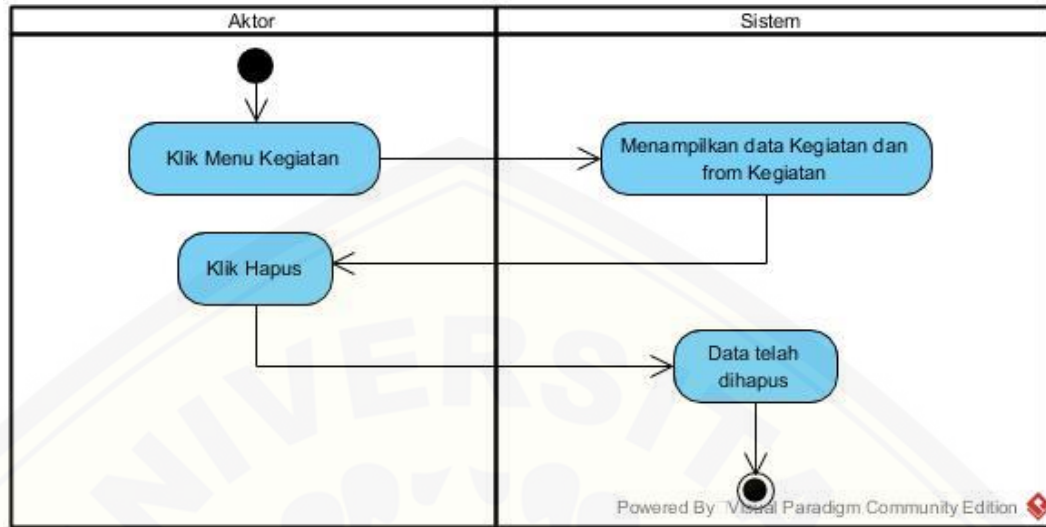 Aktor
Sistem
Klik Menu Kegiatan
Menampilkan data Kegiatan dan
from Kegiatan
Klik Hapus
Data telah
dihapus
Powered By Visual Paradigm Community Edition
NIVERSITA